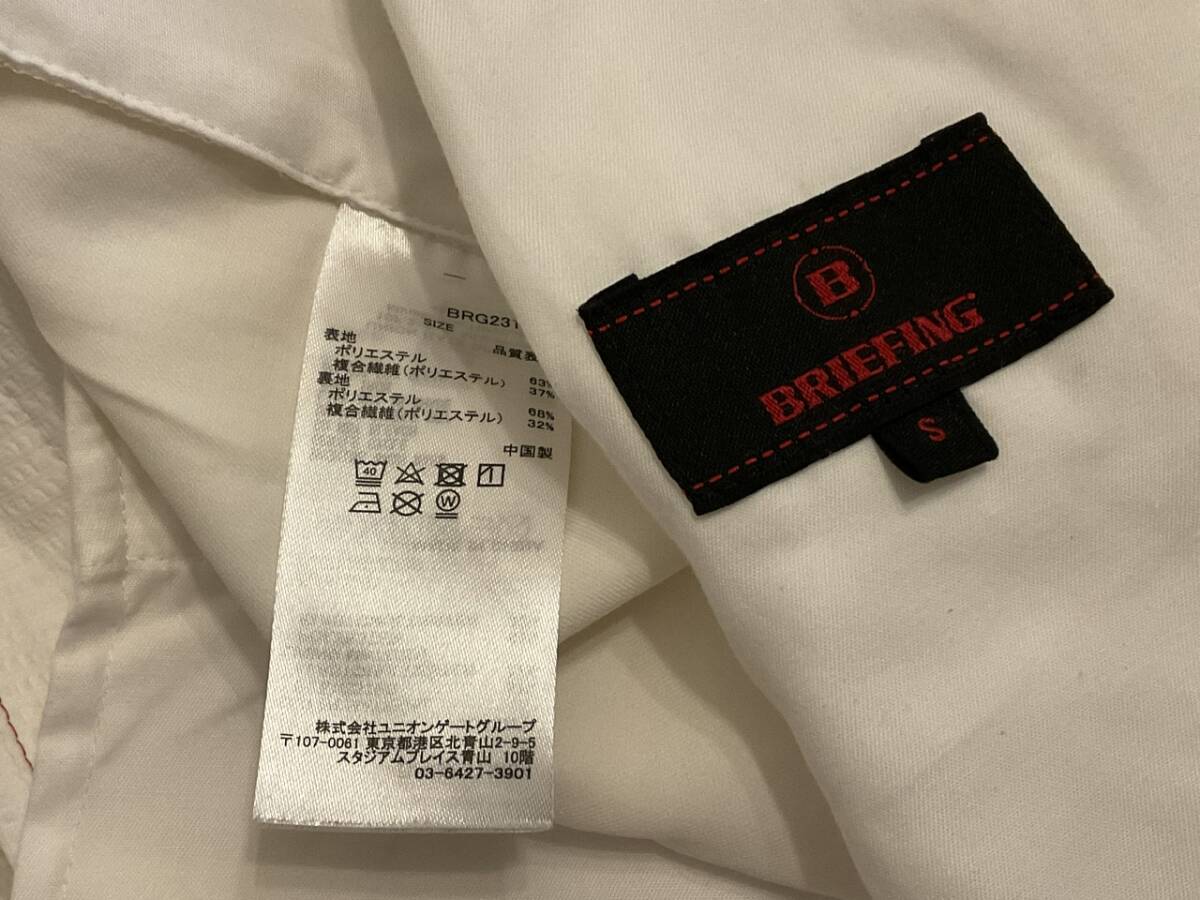 BRG231
SIZE
品質表
表地
ポリエステル 63%
複合繊維(ポリエステル) 37%
裏地
ポリエステル 68%
複合繊維(ポリエステル) 32%
中国製
40
W
株式会社ユニオンゲートグループ
〒107-0061 東京都港区北青山2-9-5
スタジアムプレイス青山 10階
03-6427-3901
B
BRIEFING
S